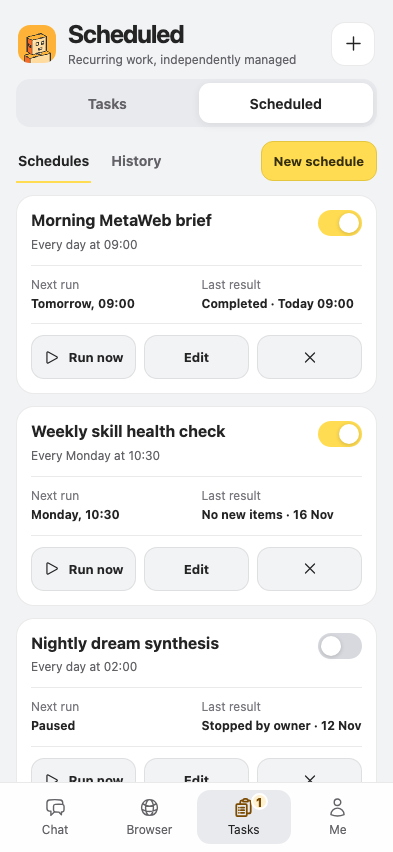 Scheduled
Recurring work, independently managed
Tasks
Scheduled
Schedules
History
New schedule
Morning MetaWeb brief
Every day at 09:00
Next run
Last result
Tomorrow, 09:00
Completed · Today 09:00
Run now
Edit
Weekly skill health check
Every Monday at 10:30
Next run
Last result
Monday, 10:30
No new items · 16 Nov
Run now
Edit
Nightly dream synthesis
Every day at 02:00
Next run
Last result
Paused
Stopped by owner · 12 Nov
Run now
Edit
1
Chat
Browser
Tasks
Me